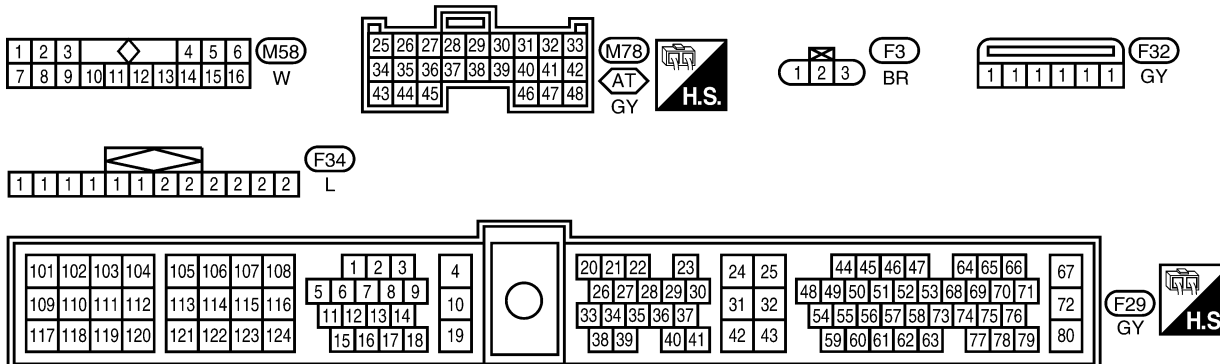 1 2 3 4 5 6
7 8 9 10 11 12 13 14 15 16
M58
W
25 26 27 28 29 30 31 32 33
34 35 36 37 38 39 40 41 42
43 44 45 46 47 48
M78
AT
GY
H.S.
1 2 3
F3
BR
1 1 1 1 1 1
F32
GY
1 1 1 1 1 1 2 2 2 2 2 2
F34
L
101 102 103 104 105 106 107 108 1 2 3 4 20 21 22 23 24 25 44 45 46 47 64 65 66 67
5 6 7 8 9 26 27 28 29 30 48 49 50 51 52 53 68 69 70 71
109 110 111 112 113 114 115 116 10 31 32 72
11 12 13 14 33 34 35 36 37 54 55 56 57 58 73 74 75 76
117 118 119 120 121 122 123 124 15 16 17 18 19 38 39 40 41 42 43 59 60 61 62 63 77 78 79 80
F29
GY
H.S.